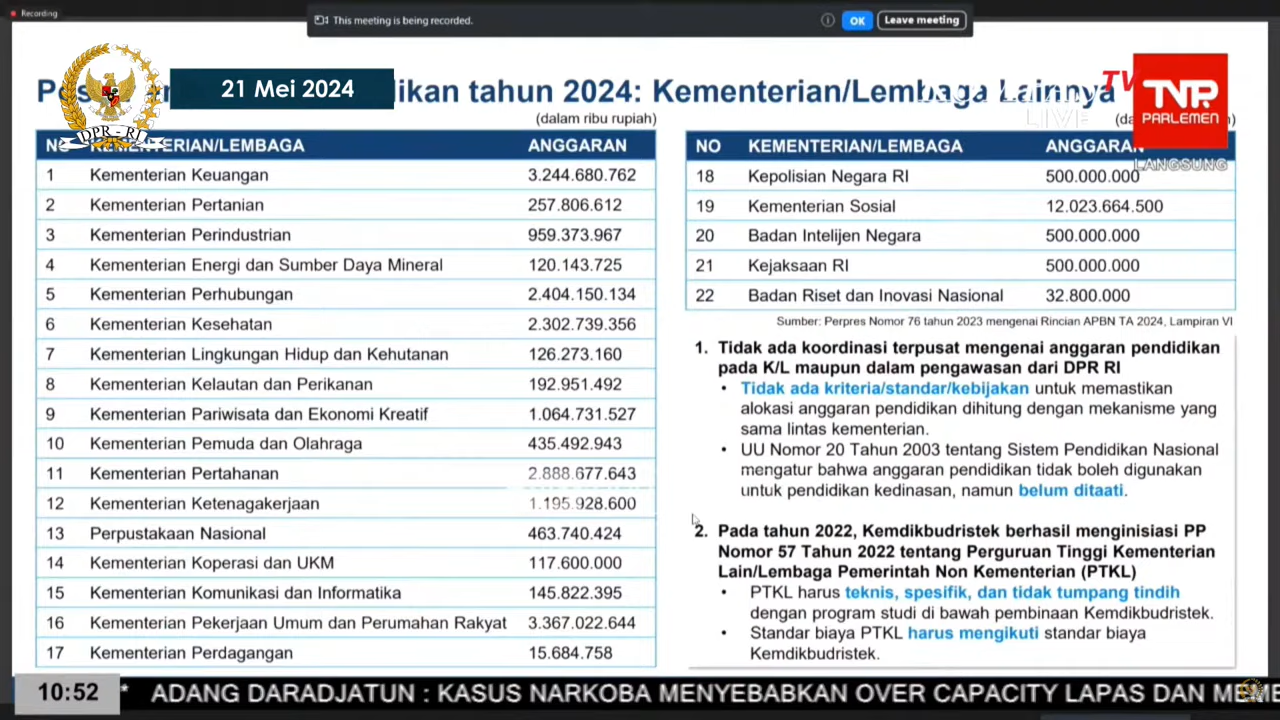 Recording
This meeting is being recorded.
OK
Leave meeting
DPR-RI
21 Mei 2024
tahun 2024: Kementerian/Lembaga Lainnya
TV
LIVE
TVR
PARLEMEN
LANGSUNG
(dalam ribu rupiah)
KEMENTERIAN/LEMBAGA ANGGARAN
1 Kementerian Keuangan 3.244.680.762
2 Kementerian Pertanian 257.806.612
3 Kementerian Perindustrian 959.373.967
4 Kementerian Energi dan Sumber Daya Mineral 120.143.725
5 Kementerian Perhubungan 2.404.150.134
6 Kementerian Kesehatan 2.302.739.356
7 Kementerian Lingkungan Hidup dan Kehutanan 126.273.160
8 Kementerian Kelautan dan Perikanan 192.951.492
9 Kementerian Pariwisata dan Ekonomi Kreatif 1.064.731.527
10 Kementerian Pemuda dan Olahraga 435.492.943
11 Kementerian Pertahanan 2.888.677.643
12 Kementerian Ketenagakerjaan 1.195.928.600
13 Perpustakaan Nasional 463.740.424
14 Kementerian Koperasi dan UKM 117.600.000
15 Kementerian Komunikasi dan Informatika 145.822.395
16 Kementerian Pekerjaan Umum dan Perumahan Rakyat 3.367.022.644
17 Kementerian Perdagangan 15.684.758
NO KEMENTERIAN/LEMBAGA ANGGARAN
18 Kepolisian Negara RI 500.000.000
19 Kementerian Sosial 12.023.664.500
20 Badan Intelijen Negara 500.000.000
21 Kejaksaan RI 500.000.000
22 Badan Riset dan Inovasi Nasional 32.800.000
Sumber: Perpres Nomor 76 tahun 2023 mengenai Rincian APBN TA 2024, Lampiran VI
1. Tidak ada koordinasi terpusat mengenai anggaran pendidikan
pada K/L maupun dalam pengawasan dari DPR RI
• Tidak ada kriteria/standar/kebijakan untuk memastikan
alokasi anggaran pendidikan dihitung dengan mekanisme yang
sama lintas kementerian.
• UU Nomor 20 Tahun 2003 tentang Sistem Pendidikan Nasional
mengatur bahwa anggaran pendidikan tidak boleh digunakan
untuk pendidikan kedinasan, namun belum ditaati.
2. Pada tahun 2022, Kemdikbudristek berhasil menginisiasi PP
Nomor 57 Tahun 2022 tentang Perguruan Tinggi Kementerian
Lain/Lembaga Pemerintah Non Kementerian (PTKL)
• PTKL harus teknis, spesifik, dan tidak tumpang tindih
dengan program studi di bawah pembinaan Kemdikbudristek.
• Standar biaya PTKL harus mengikuti standar biaya
Kemdikbudristek.
10:52
* ADANG DARADJATUN : KASUS NARKOBA MENYEBABKAN OVER CAPACITY LAPAS DAN